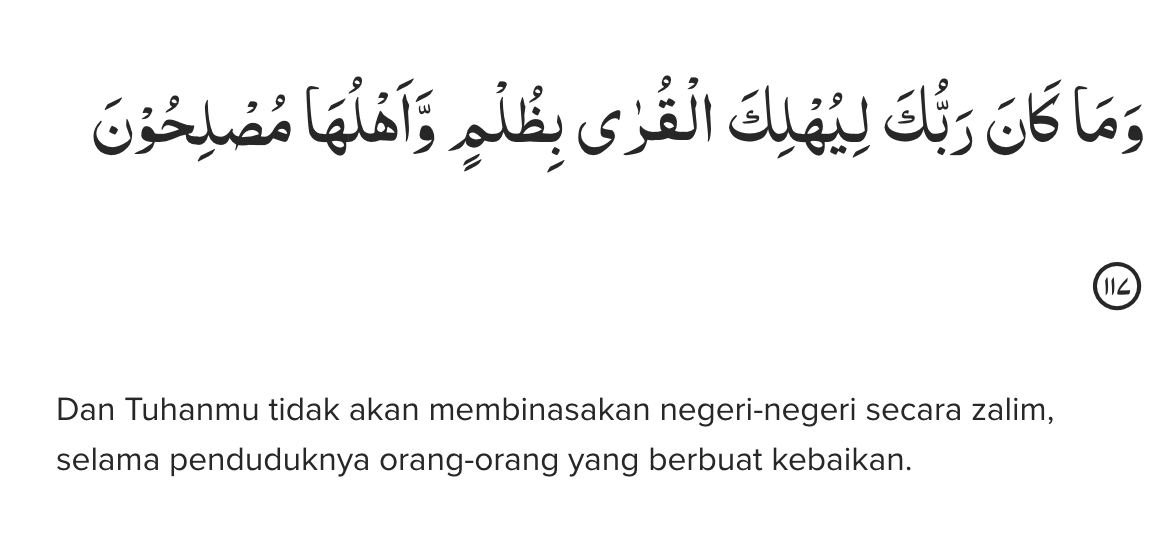 وَمَا كَانَ رَبُّكَ لِيُهْلِكَ الْقُرٰى بِظُلْمٍ وَّاَهْلُهَا مُصْلِحُوْنَ
١١٧
Dan Tuhanmu tidak akan membinasakan negeri-negeri secara zalim,
selama penduduknya orang-orang yang berbuat kebaikan.